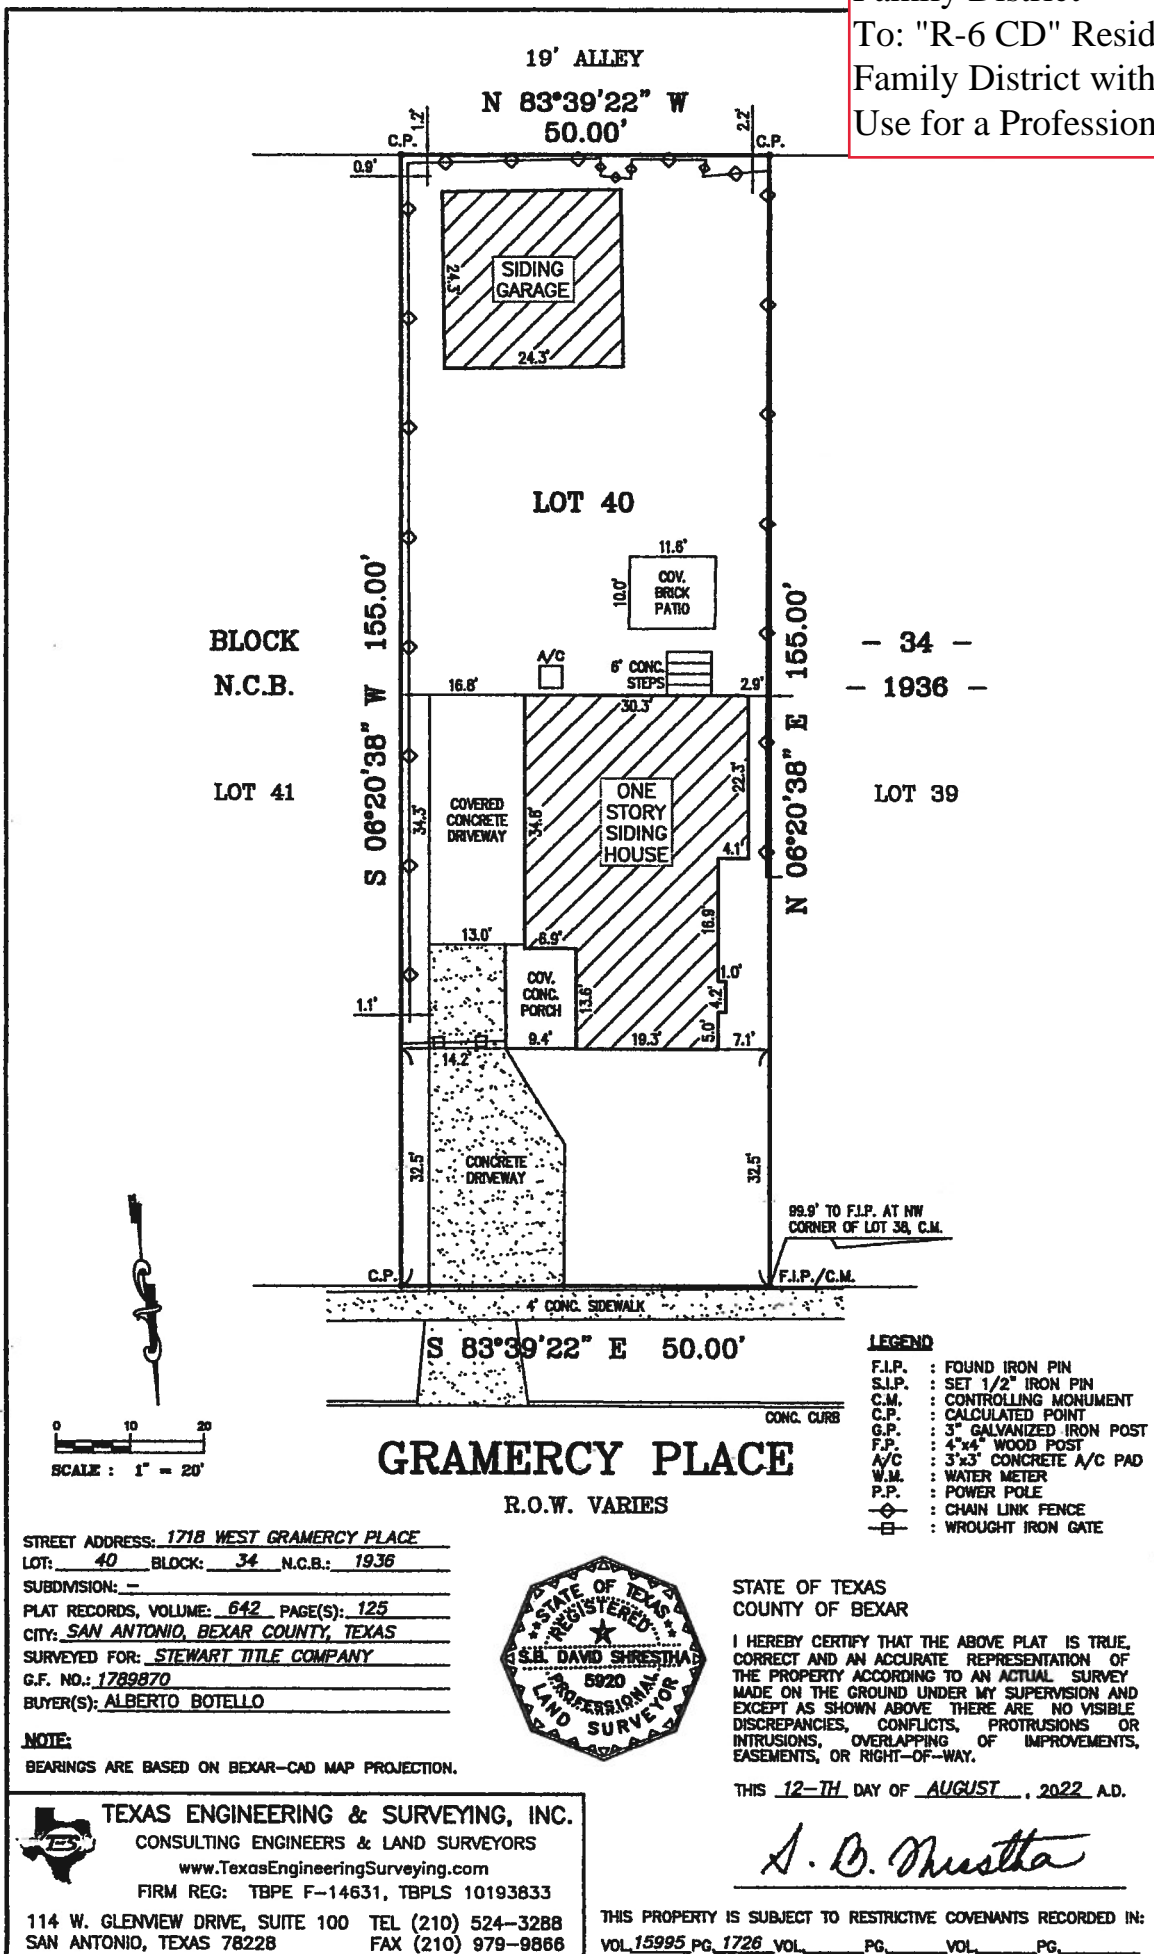 Family District
To: "R-6 CD" Resid
Family District with
Use for a Profession
19' ALLEY
N 83°39'22" W
50.00'
C.P.
1.2'
2.2'
C.P.
0.9'
SIDING
GARAGE
24.3'
24.3'
LOT 40
11.6'
10.0'
COV.
BRICK
PATIO
S 06°20'38" W 155.00'
N 06°20'38" E 155.00'
BLOCK
- 34 -
N.C.B.
- 1936 -
A/C
6' CONC.
STEPS
16.8'
30.3'
2.9'
LOT 41
LOT 39
34.3'
COVERED
CONCRETE
DRIVEWAY
34.8'
ONE
STORY
SIDING
HOUSE
22.3'
4.1'
16.9'
13.0'
6.9'
1.0'
4.2'
COV.
CONC.
PORCH
13.6'
1.1'
5.0'
14.2'
9.4'
19.3'
7.1'
32.5'
CONCRETE
DRIVEWAY
32.5'
99.9' TO F.I.P. AT NW
CORNER OF LOT 38, C.M.
C.P.
F.I.P./C.M.
4' CONC. SIDEWALK
S 83°39'22" E 50.00'
CONC. CURB
0 10 20
SCALE : 1" = 20'
GRAMERCY PLACE
R.O.W. VARIES
LEGEND
F.I.P. : FOUND IRON PIN
S.I.P. : SET 1/2" IRON PIN
C.M. : CONTROLLING MONUMENT
C.P. : CALCULATED POINT
G.P. : 3" GALVANIZED IRON POST
F.P. : 4"x4" WOOD POST
A/C : 3'x3' CONCRETE A/C PAD
W.M. : WATER METER
P.P. : POWER POLE
: CHAIN LINK FENCE
: WROUGHT IRON GATE
STREET ADDRESS: 1718 WEST GRAMERCY PLACE
LOT: 40 BLOCK: 34 N.C.B.: 1936
SUBDIVISION: -
PLAT RECORDS, VOLUME: 642 PAGE(S): 125
CITY: SAN ANTONIO, BEXAR COUNTY, TEXAS
SURVEYED FOR: STEWART TITLE COMPANY
G.F. NO.: 1789870
BUYER(S): ALBERTO BOTELLO
NOTE:
BEARINGS ARE BASED ON BEXAR-CAD MAP PROJECTION.
STATE OF TEXAS
REGISTERED
S.B. DAVID SHRESTHA
5920
PROFESSIONAL
LAND SURVEYOR
STATE OF TEXAS
COUNTY OF BEXAR
I HEREBY CERTIFY THAT THE ABOVE PLAT IS TRUE,
CORRECT AND AN ACCURATE REPRESENTATION OF
THE PROPERTY ACCORDING TO AN ACTUAL SURVEY
MADE ON THE GROUND UNDER MY SUPERVISION AND
EXCEPT AS SHOWN ABOVE THERE ARE NO VISIBLE
DISCREPANCIES, CONFLICTS, PROTRUSIONS OR
INTRUSIONS, OVERLAPPING OF IMPROVEMENTS,
EASEMENTS, OR RIGHT-OF-WAY.
THIS 12-TH DAY OF AUGUST , 2022 A.D.
TES
TEXAS ENGINEERING & SURVEYING, INC.
CONSULTING ENGINEERS & LAND SURVEYORS
www.TexasEngineeringSurveying.com
FIRM REG: TBPE F-14631, TBPLS 10193833
114 W. GLENVIEW DRIVE, SUITE 100 TEL (210) 524-3288
SAN ANTONIO, TEXAS 78228 FAX (210) 979-9866
S. B.
THIS PROPERTY IS SUBJECT TO RESTRICTIVE COVENANTS RECORDED IN:
VOL. 15995 PG. 1726 VOL. PG. VOL. PG.